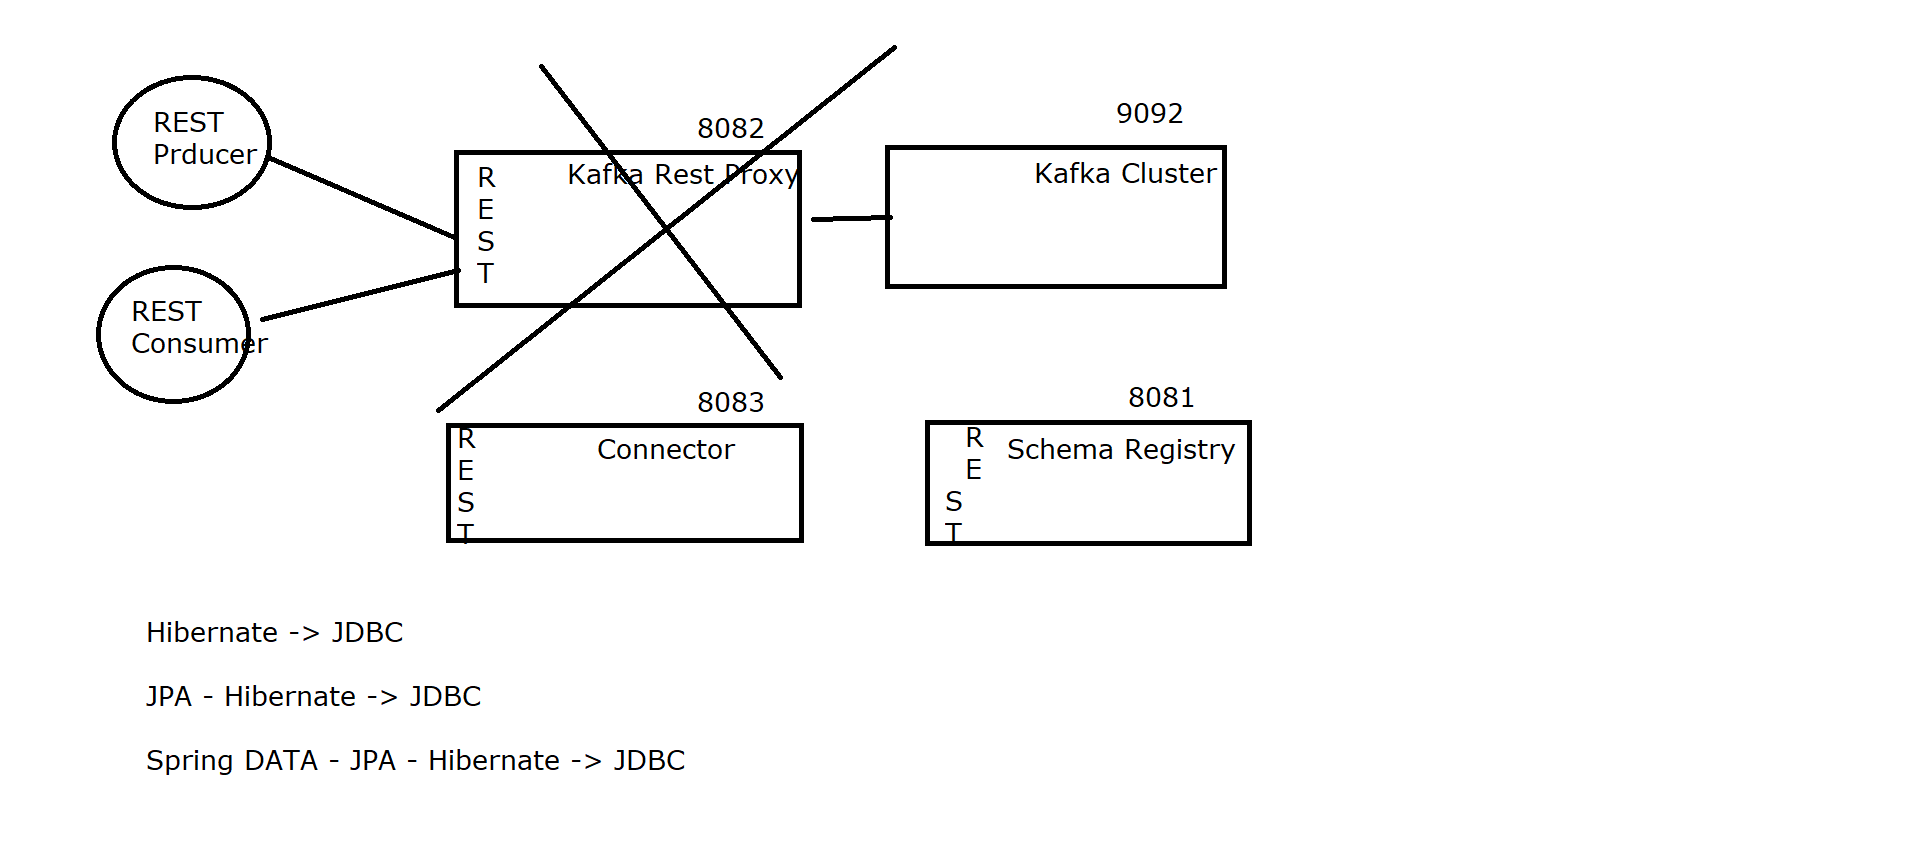 REST
Prducer
REST
Consumer
8082
Kafka Rest Proxy
R
E
S
T
9092
Kafka Cluster
8083
Connector
R
E
S
T
8081
Schema Registry
R
E
S
T
Hibernate -> JDBC
JPA - Hibernate -> JDBC
Spring DATA - JPA - Hibernate -> JDBC